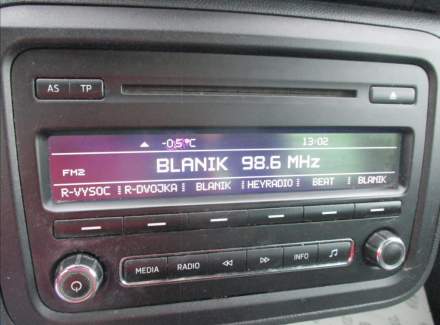 AS TP
-0.5°C 13:02
FM2 BLANIK 98.6 MHz
R-VYSOC R-DVOJKA BLANIK HEYRADIO BEAT BLANIK
MEDIA RADIO INFO